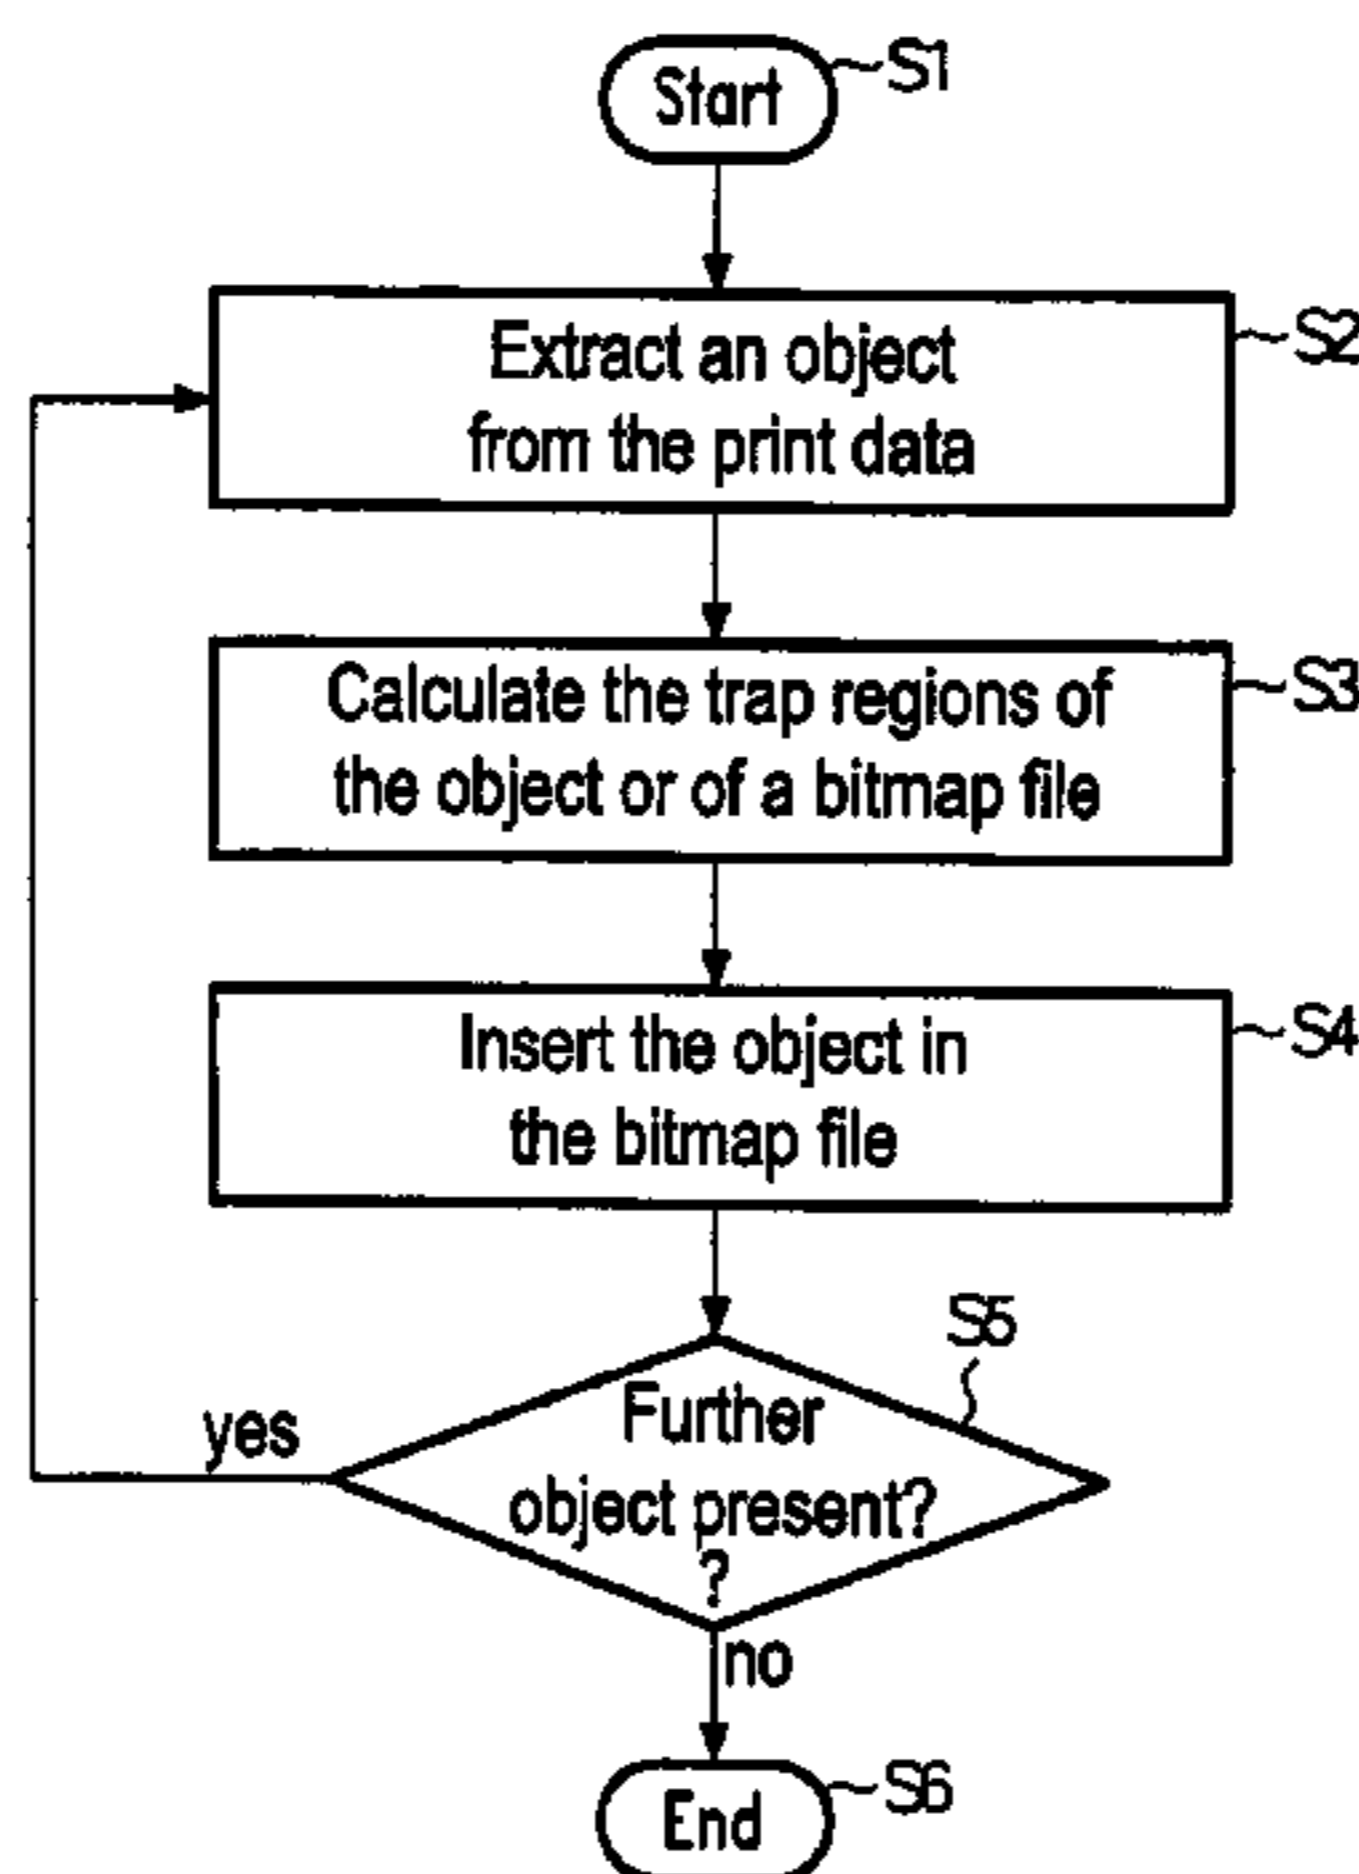 Start
S1
Extract an object
from the print data
S2
Calculate the trap regions of
the object or of a bitmap file
S3
Insert the object in
the bitmap file
S4
S5
Further
object present?
?
yes
no
End
S6